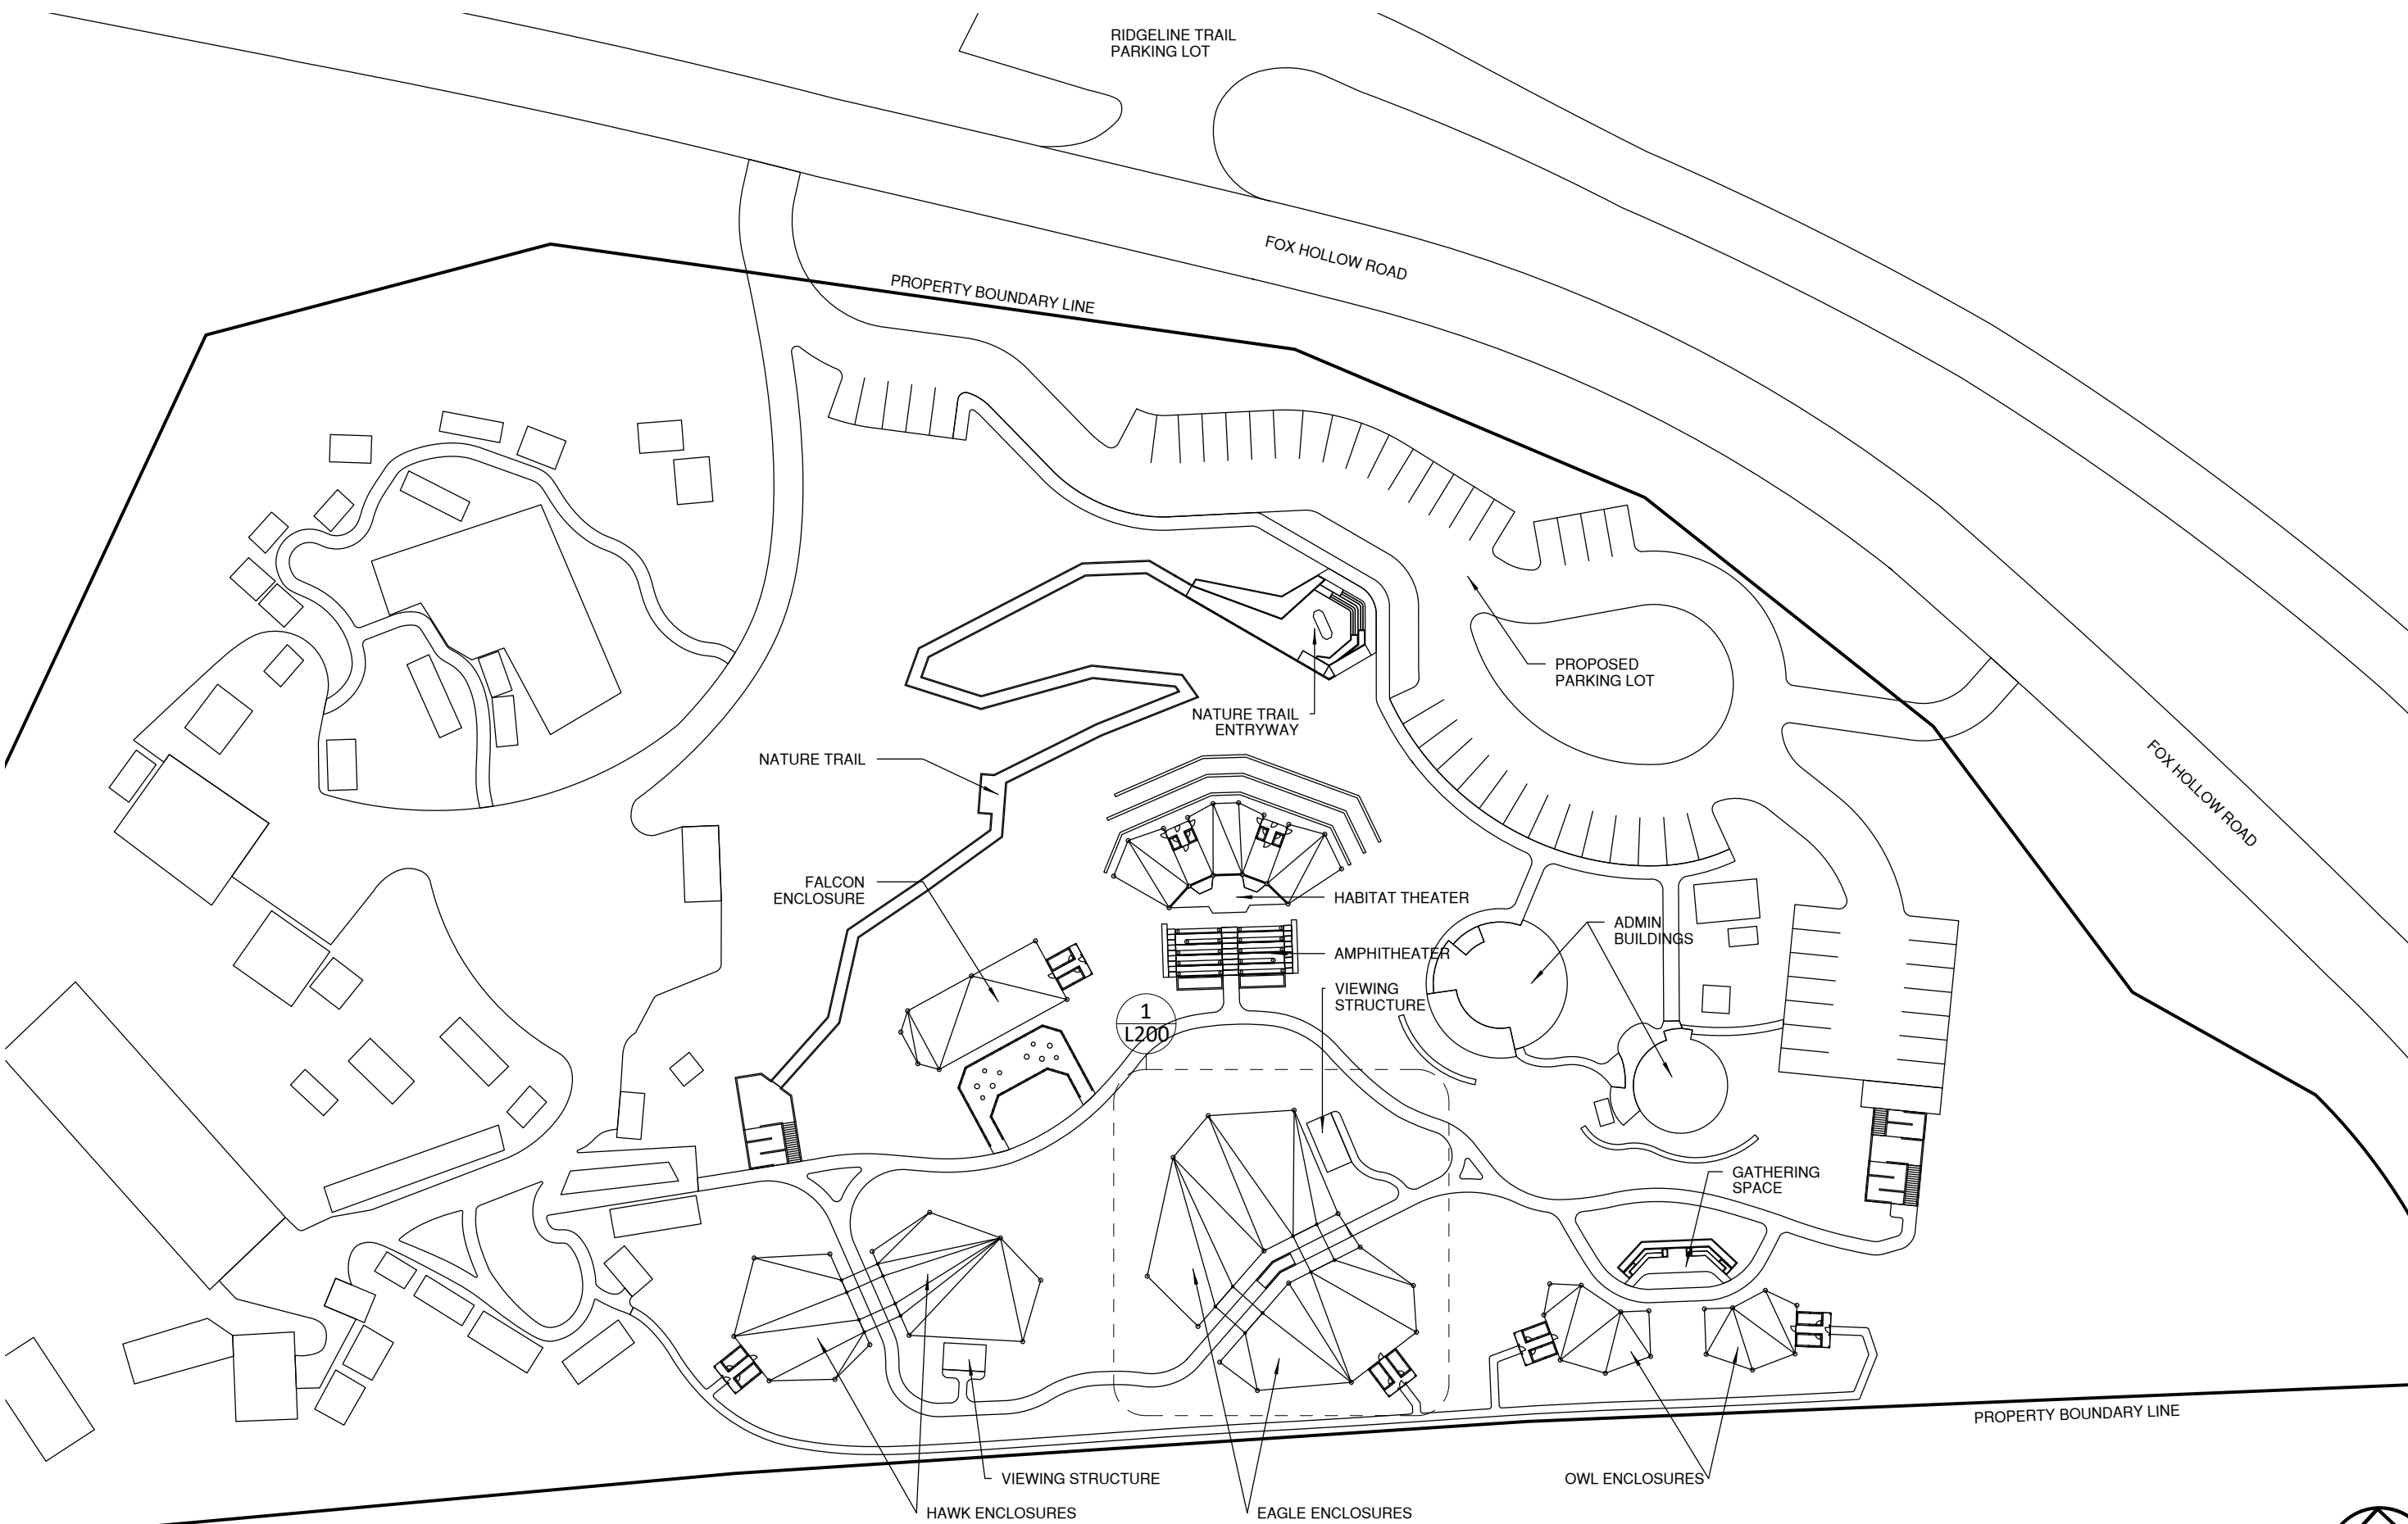 RIDGELINE TRAIL
PARKING LOT
FOX HOLLOW ROAD
PROPERTY BOUNDARY LINE
PROPOSED
PARKING LOT
NATURE TRAIL
ENTRYWAY
NATURE TRAIL
FOX HOLLOW ROAD
FALCON
ENCLOSURE
HABITAT THEATER
ADMIN
BUILDINGS
AMPHITHEATER
VIEWING
STRUCTURE
1
L200
GATHERING
SPACE
PROPERTY BOUNDARY LINE
VIEWING STRUCTURE
OWL ENCLOSURES
HAWK ENCLOSURES
EAGLE ENCLOSURES